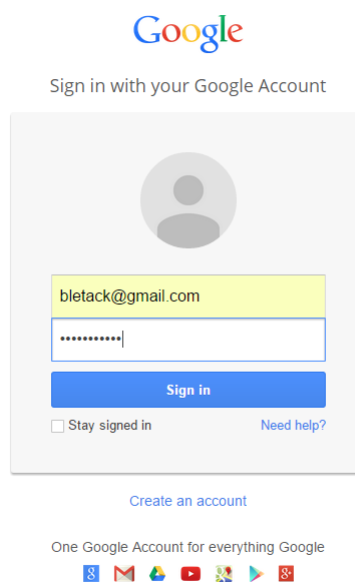 Google
Sign in with your Google Account
bletack@gmail.com
•••••••••••
Sign in
Stay signed in
Need help?
Create an account
One Google Account for everything Google